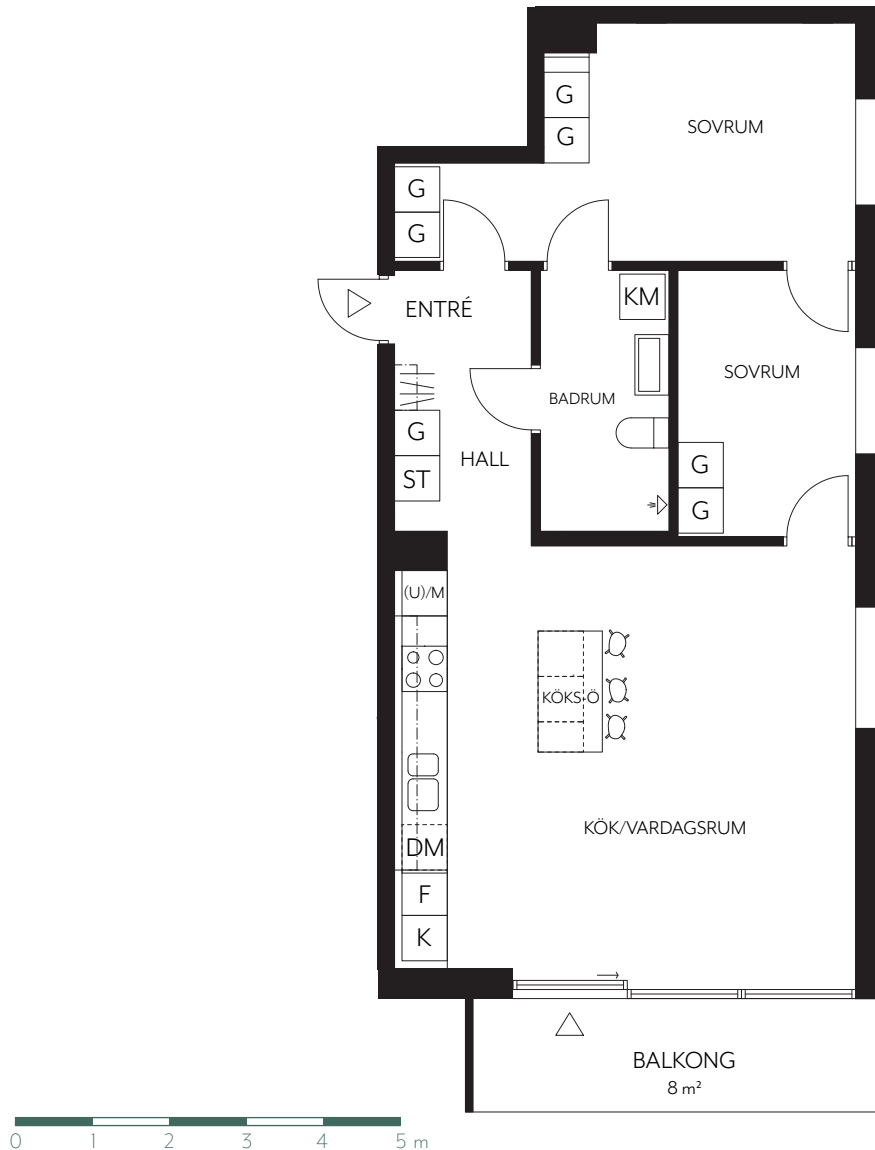 G
G
SOVRUM
G
G
ENTRÉ
KM
SOVRUM
BADRUM
G
ST
HALL
G
G
(U)/M
KÖKS-Ö
KÖK/VARDAGSRUM
DM
F
K
BALKONG
8 m²
0 1 2 3 4 5 m